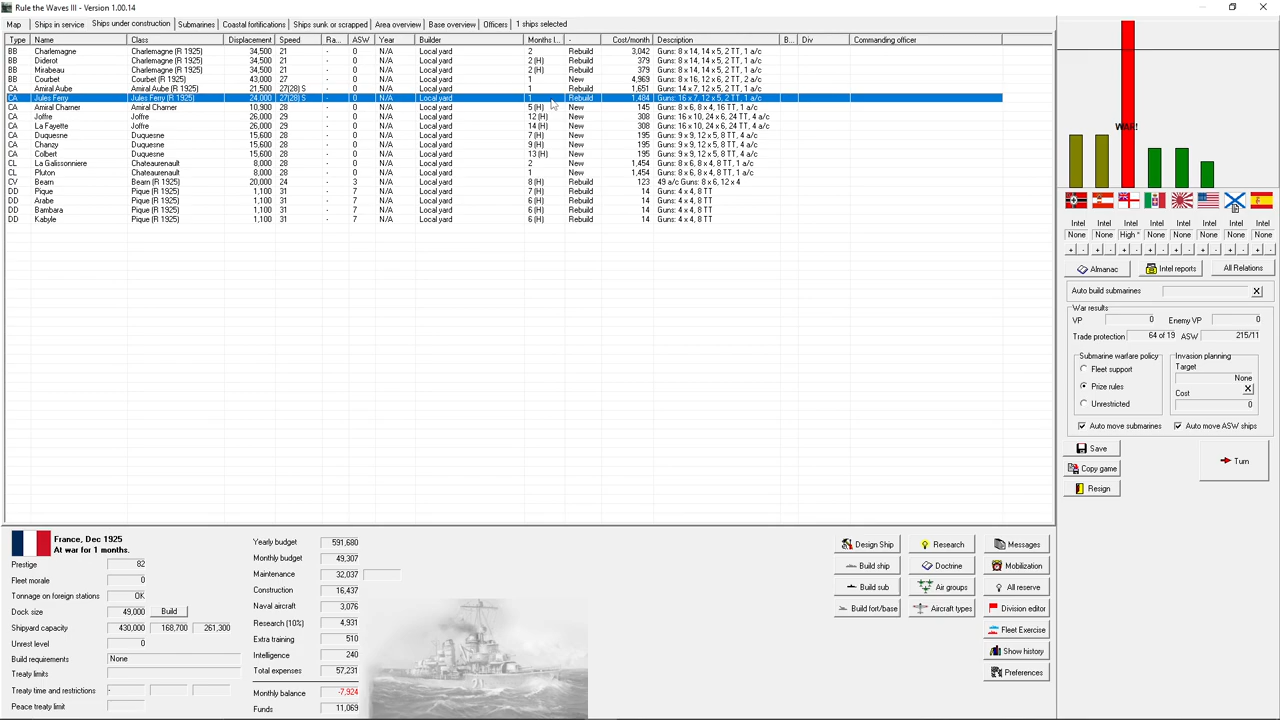 Rule the Waves III - Version 1.00.14
Map Ships in service Ships under construction Submarines Coastal fortifications Ships sunk or scrapped Area overview Base overview Officers 1 ships selected
Type Name Class Displacement Speed Ra... ASW Year Builder Months l... - Cost/month Description B... Div Commanding officer
BB Charlemagne Charlemagne (R 1925) 34,500 21 - 0 N/A Local yard 2 Rebuild 3,042 Guns: 8 x 14, 14 x 5, 2 TT, 1 a/c
BB Diderot Charlemagne (R 1925) 34,500 21 - 0 N/A Local yard 2 (H) Rebuild 379 Guns: 8 x 14, 14 x 5, 2 TT, 1 a/c
BB Mirabeau Charlemagne (R 1925) 34,500 21 - 0 N/A Local yard 2 (H) Rebuild 379 Guns: 8 x 14, 14 x 5, 2 TT, 1 a/c
BB Courbet Courbet (R 1925) 43,000 27 - 0 N/A Local yard 1 New 4,969 Guns: 8 x 16, 12 x 6, 2 TT, 2 a/c
CA Amiral Aube Amiral Aube (R 1925) 21,500 27(28) S - 0 N/A Local yard 1 Rebuild 1,651 Guns: 14 x 7, 12 x 5, 2 TT, 1 a/c
CA Jules Ferry Jules Ferry (R 1925) 24,000 27(28) S - 0 N/A Local yard 1 Rebuild 1,484 Guns: 16 x 7, 12 x 5, 2 TT, 1 a/c
CA Amiral Charner Amiral Charner 10,900 28 - 0 N/A Local yard 5 (H) New 145 Guns: 8 x 6, 8 x 4, 16 TT, 1 a/c
CA Joffre Joffre 26,000 29 - 0 N/A Local yard 12 (H) New 308 Guns: 16 x 10, 24 x 6, 24 TT, 4 a/c
CA La Fayette Joffre 26,000 29 - 0 N/A Local yard 14 (H) New 308 Guns: 16 x 10, 24 x 6, 24 TT, 4 a/c
CA Duquesne Duquesne 15,600 28 - 0 N/A Local yard 7 (H) New 195 Guns: 9 x 9, 12 x 5, 8 TT, 4 a/c
CA Chanzy Duquesne 15,600 28 - 0 N/A Local yard 9 (H) New 195 Guns: 9 x 9, 12 x 5, 8 TT, 4 a/c
CA Colbert Duquesne 15,600 28 - 0 N/A Local yard 13 (H) New 195 Guns: 9 x 9, 12 x 5, 8 TT, 4 a/c
CL La Galissonniere Chateaurenault 8,000 28 - 0 N/A Local yard 2 New 1,454 Guns: 8 x 6, 8 x 4, 8 TT, 1 a/c
CL Pluton Chateaurenault 8,000 28 - 0 N/A Local yard 1 New 1,454 Guns: 8 x 6, 8 x 4, 8 TT, 1 a/c
CV Bearn Bearn (R 1925) 20,000 24 - 3 N/A Local yard 8 (H) Rebuild 123 49 a/c Guns: 8 x 6, 12 x 4
DD Pique Pique (R 1925) 1,100 31 - 7 N/A Local yard 7 (H) Rebuild 14 Guns: 4 x 4, 8 TT
DD Arabe Pique (R 1925) 1,100 31 - 7 N/A Local yard 6 (H) Rebuild 14 Guns: 4 x 4, 8 TT
DD Bambara Pique (R 1925) 1,100 31 - 7 N/A Local yard 6 (H) Rebuild 14 Guns: 4 x 4, 8 TT
DD Kabyle Pique (R 1925) 1,100 31 - 7 N/A Local yard 6 (H) Rebuild 14 Guns: 4 x 4, 8 TT
WAR!
Intel Intel Intel Intel Intel Intel Intel Intel
None None High * None None None None None
+ - + - + - + - + - + - + - + -
Almanac Intel reports All Relations
Auto build submarines X
War results
VP 0 Enemy VP 0
Trade protection 64 of 19 ASW 215/11
Submarine warfare policy Invasion planning
Fleet support Target
None
Prize rules Cost X
Unrestricted 0
Auto move submarines Auto move ASW ships
Save
Turn
Copy game
Resign
France, Dec 1925
At war for 1 months.
Prestige 82
Fleet morale 0
Tonnage on foreign stations OK
Dock size 49,000 Build
Shipyard capacity 430,000 168,700 261,300
Unrest level 0
Build requirements None
Treaty limits
Treaty time and restrictions -
Peace treaty limit
Yearly budget 591,680
Monthly budget 49,307
Maintenance 32,037
Construction 16,437
Naval aircraft 3,076
Research (10%) 4,931
Extra training 510
Intelligence 240
Total expenses 57,231
Monthly balance -7,924
Funds 11,069
Design Ship Research Messages
Build ship Doctrine Mobilization
Build sub Air groups All reserve
Build fort/base Aircraft types Division editor
Fleet Exercise
Show history
Preferences